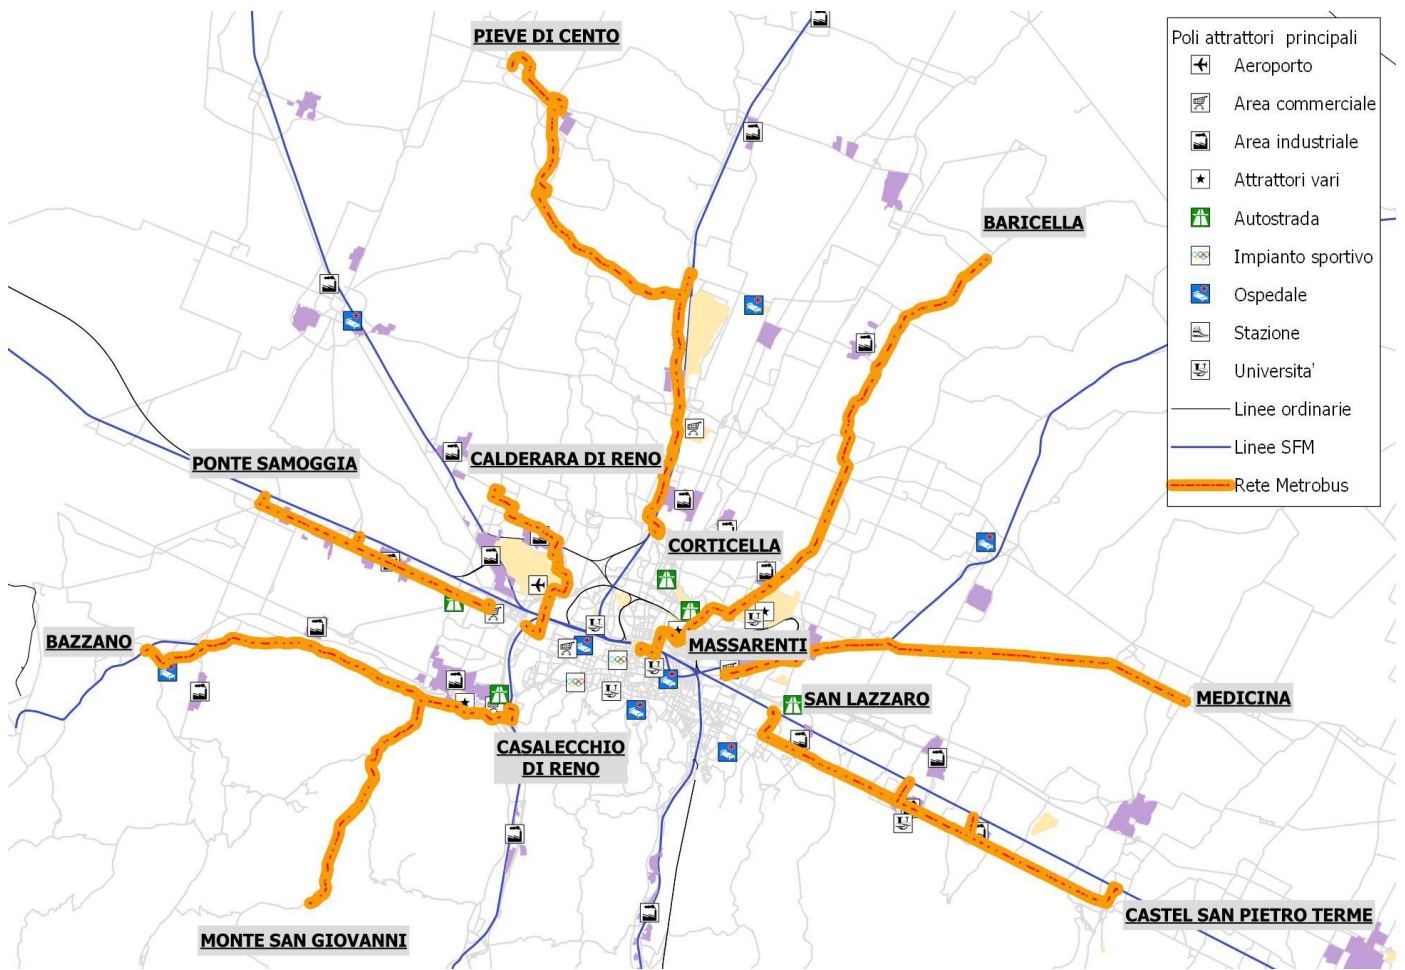 PIEVE DI CENTO
Poli attrattori principali
Aeroporto
Area commerciale
Area industriale
Attrattori vari
Autostrada
Impianto sportivo
Ospedale
Stazione
Universita'
Linee ordinarie
Linee SFM
Rete Metrobus
BARICELLA
PONTE SAMOGGIA
CALDERARA DI RENO
CORTICELLA
BAZZANO
MASSARENTI
SAN LAZZARO
MEDICINA
CASALECCHIO
DI RENO
CASTEL SAN PIETRO TERME
MONTE SAN GIOVANNI